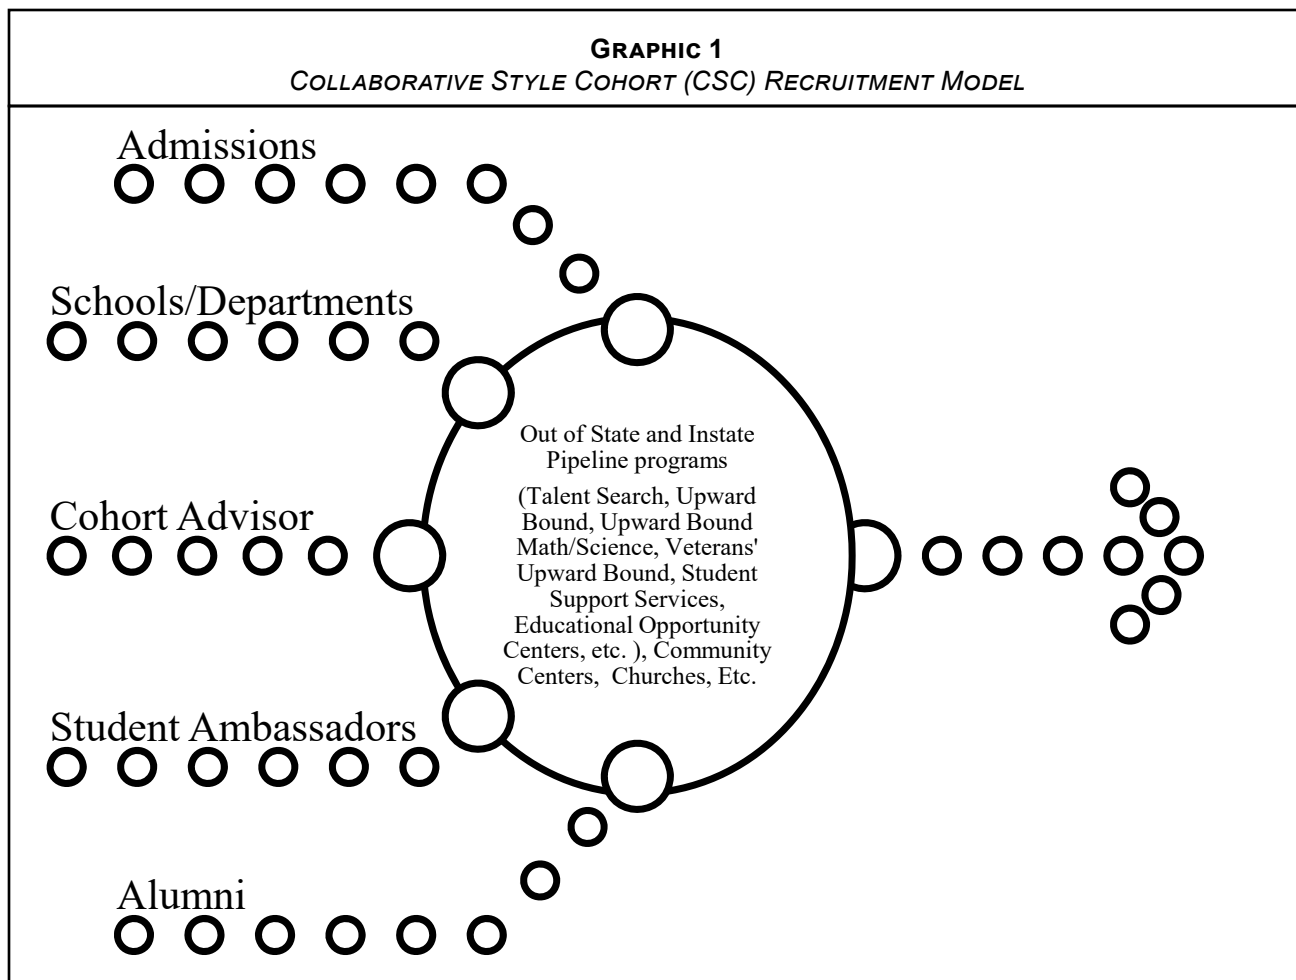 GRAPHIC 1
COLLABORATIVE STYLE COHORT (CSC) RECRUITMENT MODEL
Admissions
Schools/Departments
Cohort Advisor
Student Ambassadors
Alumni
Out of State and Instate
Pipeline programs
(Talent Search, Upward
Bound, Upward Bound
Math/Science, Veterans'
Upward Bound, Student
Support Services,
Educational Opportunity
Centers, etc. ), Community
Centers,  Churches, Etc.